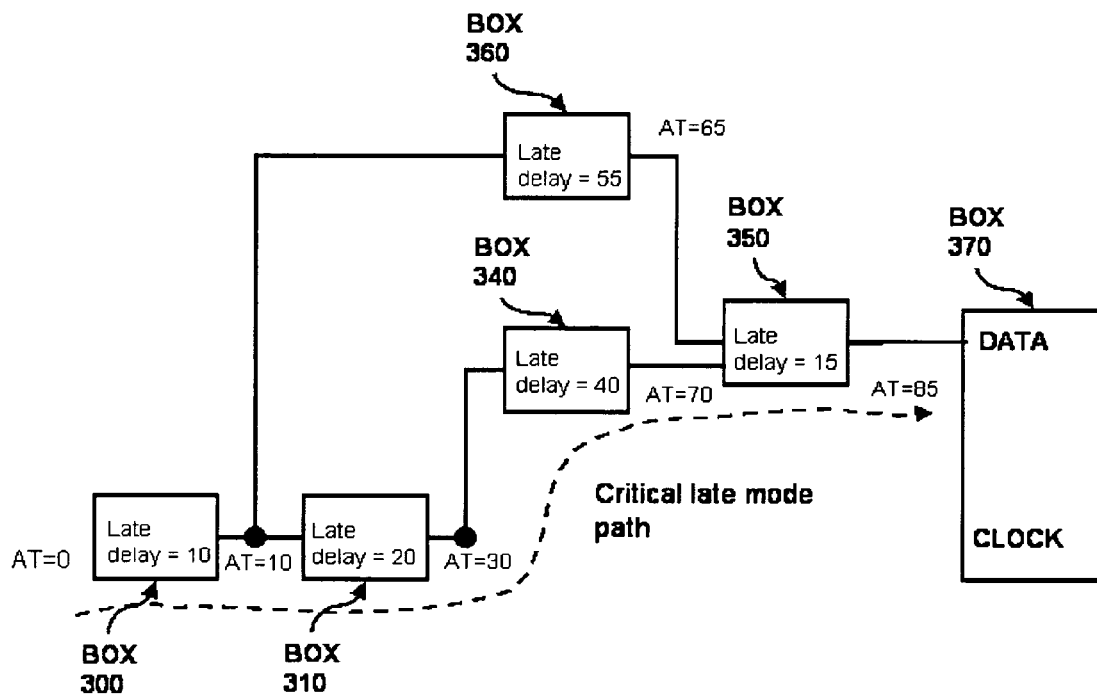 BOX
360
AT=65
Late
delay = 55
BOX
350
BOX
370
BOX
340
Late
delay = 40
Late
delay = 15
DATA
AT=70
AT=85
Critical late mode
path
CLOCK
AT=0
Late
delay = 10
AT=10
Late
delay = 20
AT=30
BOX
300
BOX
310